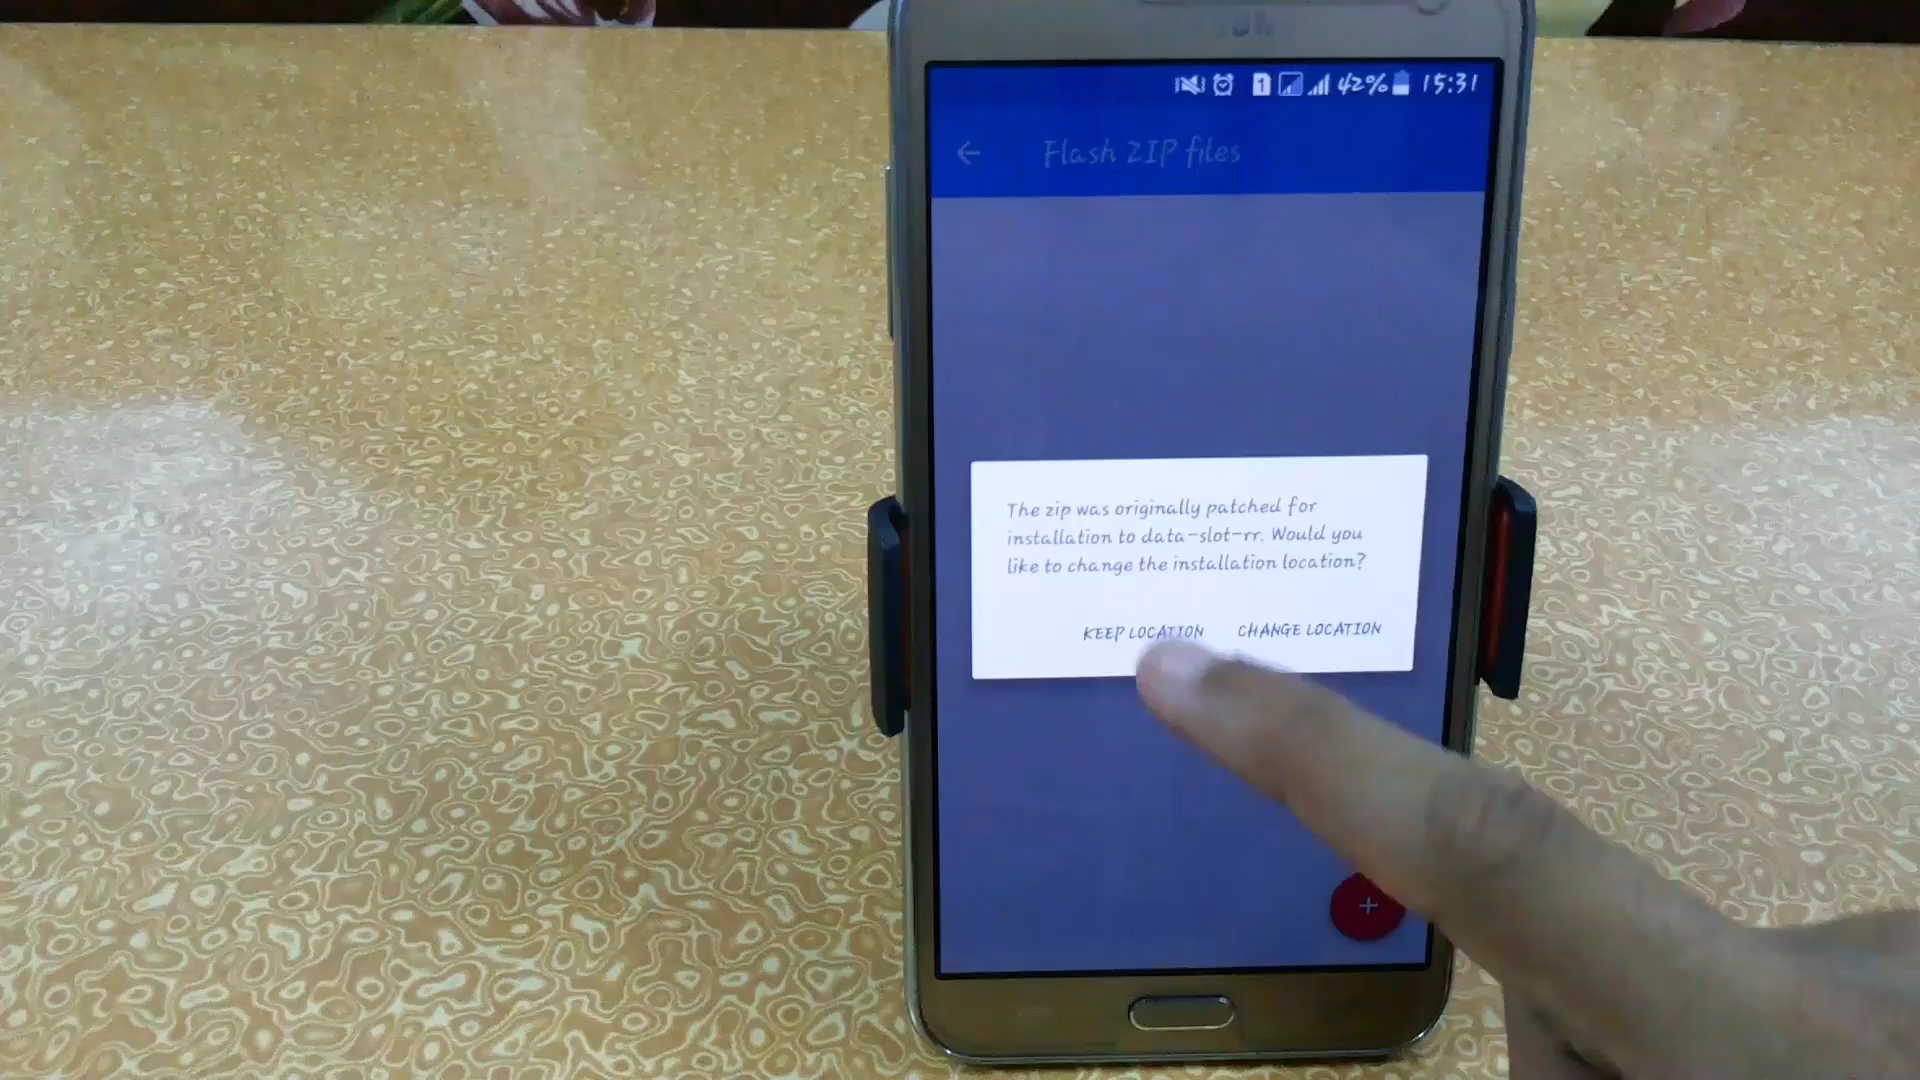 42% 15:31
Flash ZIP files
The zip was originally patched for
installation to data-slot-rr. Would you
like to change the installation location?
KEEP LOCATION CHANGE LOCATION